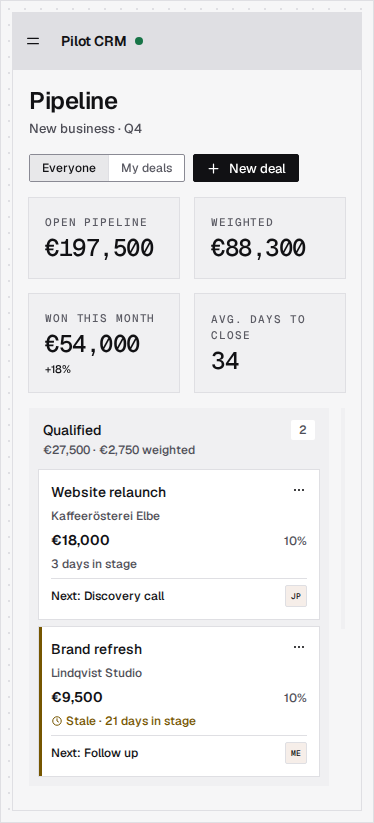 Pilot CRM
Pipeline
New business · Q4
Everyone
My deals
+ New deal
OPEN PIPELINE
€197,500
WEIGHTED
€88,300
WON THIS MONTH
€54,000
+18%
AVG. DAYS TO
CLOSE
34
Qualified
2
€27,500 · €2,750 weighted
Website relaunch
Kaffeerösterei Elbe
€18,000
10%
3 days in stage
Next: Discovery call
JP
Brand refresh
Lindqvist Studio
€9,500
10%
Stale · 21 days in stage
Next: Follow up
ME